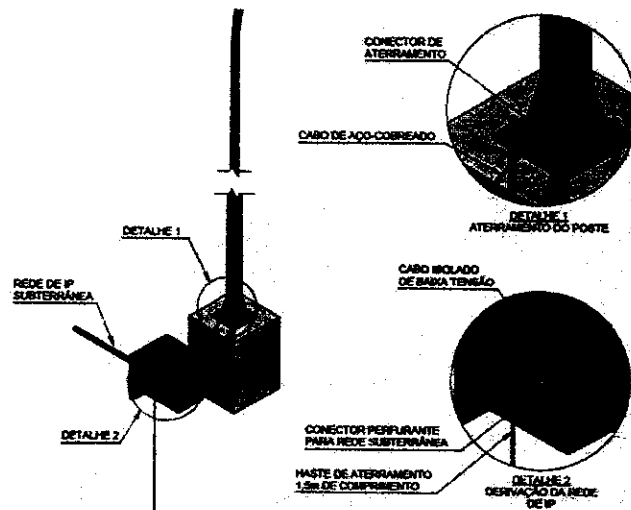 CONECTOR DE
ATERRAMENTO
CABO DE AÇO-COBREADO
DETALHE 1
ATERRAMENTO DO POSTE
DETALHE 1
REDE DE IP
SUBTERRÂNEA
DETALHE 2
CABO ISOLADO
DE BAIXA TENSÃO
CONECTOR PERFURANTE
PARA REDE SUBTERRÂNEA
HASTE DE ATERRAMENTO
1,5m DE COMPRIMENTO
DETALHE 2
DERIVAÇÃO DA REDE
DE IP